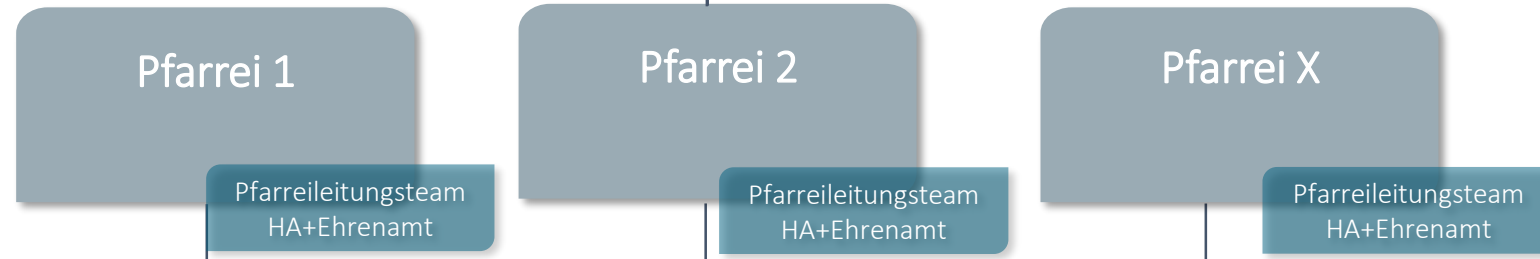 Pfarrei 1
Pfarreileitungsteam
HA+Ehrenamt
Pfarrei 2
Pfarreileitungsteam
HA+Ehrenamt
Pfarrei X
Pfarreileitungsteam
HA+Ehrenamt